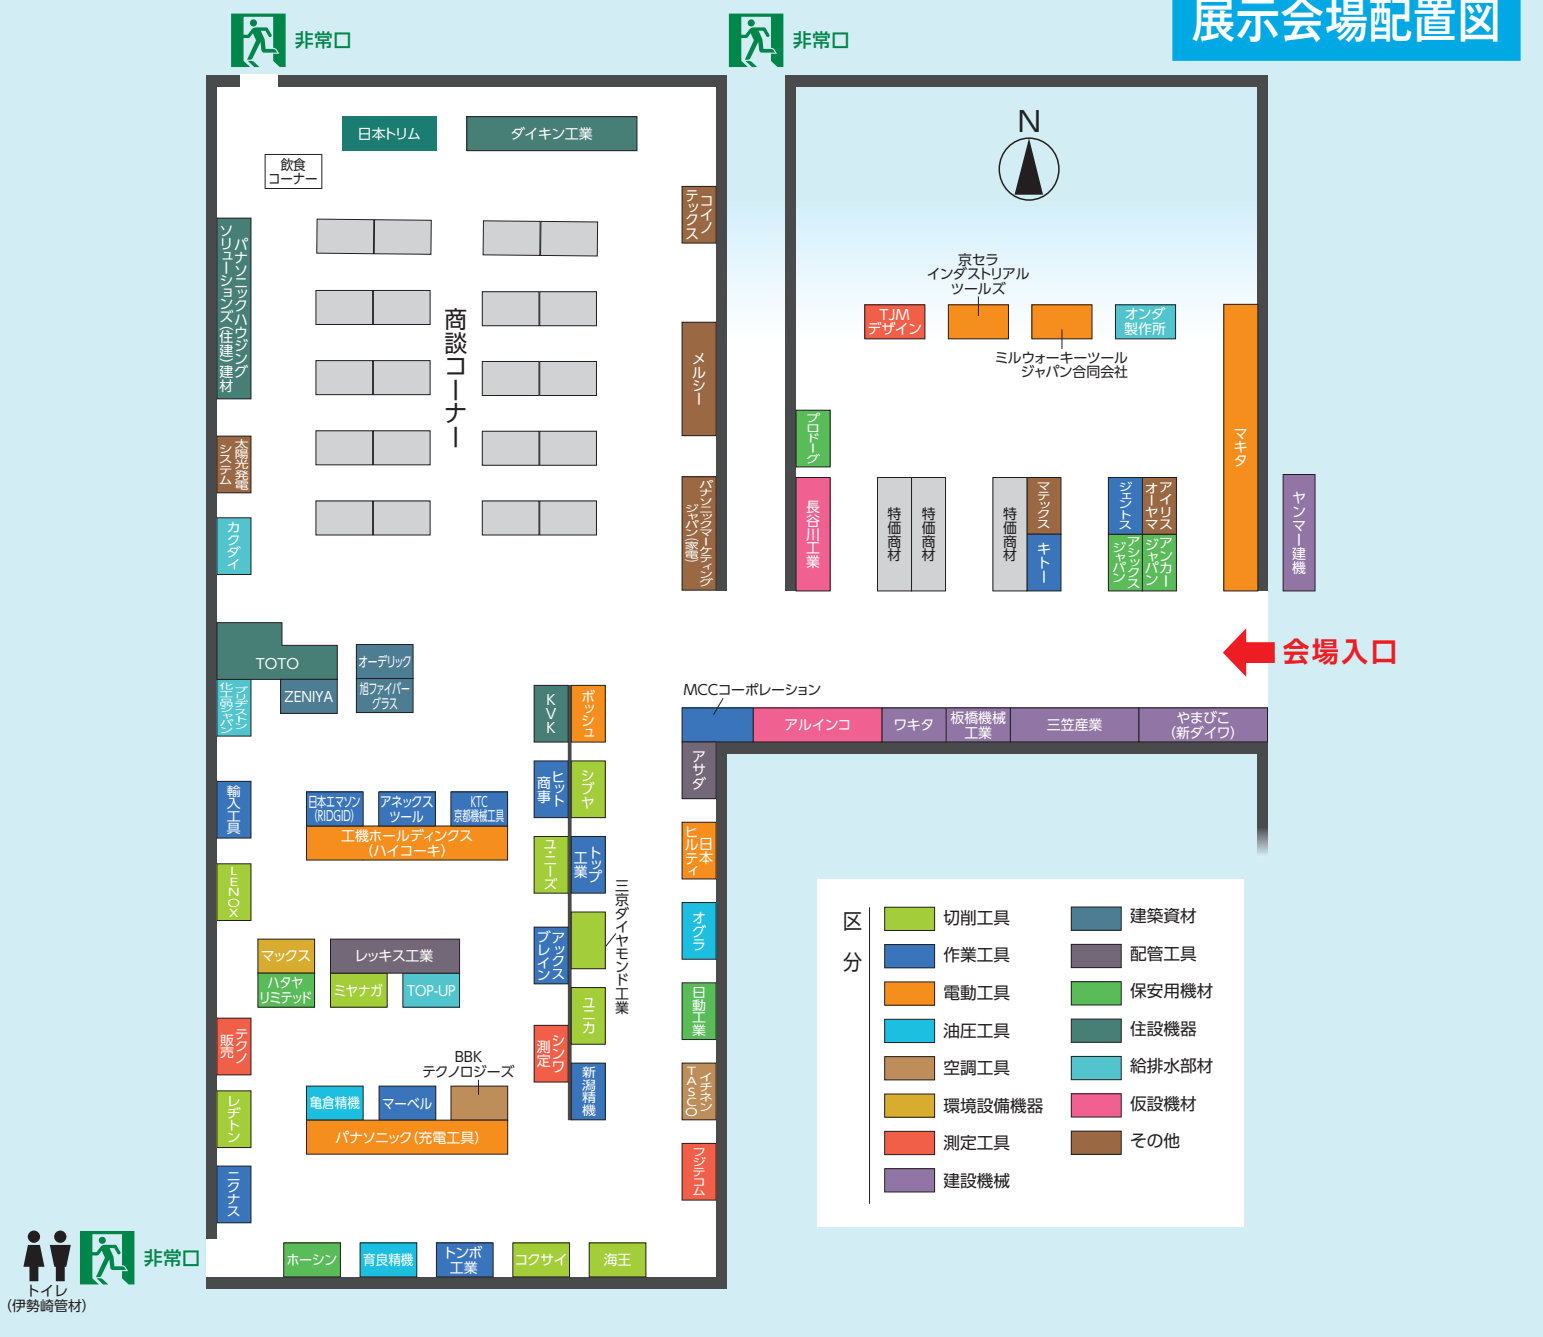 展示会場配置図
非常口
非常口
N
日本トリム
ダイキン工業
飲食
コーナー
コイノ
テックス
パナソニックハウジング
ソリューションズ(住建)建材
商談コーナー
メルシー
京セラ
インダストリアル
ツールズ
TJM
デザイン
オンダ
製作所
ミルウォーキーツール
ジャパン合同会社
マキタ
プロドーグ
太陽光発電
システム
カクダイ
パナソニックマーケティング
ジャパン(家電)
長谷川工業
特価商材
特価商材
特価商材
マテックス
キトー
ジェントス
アイリス
オーヤマ
アシックス
ジャパン
アンカー
ジャパン
ヤンマー建機
会場入口
TOTO
オーデリック
ブリヂストン
化工品ジャパン
ZENIYA
旭ファイバー
グラス
KVK
ボッシュ
MCCコーポレーション
アルインコ
ワキタ
板橋機械
工業
三笠産業
やまびこ
(新ダイワ)
アサダ
輸入工具
日本エマソン
(RIDGID)
アネックス
ツール
KTC
京都機械工具
工機ホールディングス
(ハイコーキ)
ヒット
商事
シブヤ
ユニーズ
トップ
工業
日本
ヒルティ
LENOX
三京ダイヤモンド工業
オグラ
アックス
ブレイン
マックス
レッキス工業
ハタヤ
リミテッド
ミヤナガ
TOP-UP
ユニカ
日動工業
テクノ
販売
シンワ
測定
BBK
テクノロジーズ
新潟精機
イチネン
TASCO
レヂトン
亀倉精機
マーベル
パナソニック(充電工具)
フジテコム
ニクナス
ホーシン
育良精機
トンボ
工業
コクサイ
海王
非常口
トイレ
(伊勢崎管材)
区分
切削工具
作業工具
電動工具
油圧工具
空調工具
環境設備機器
測定工具
建設機械
建築資材
配管工具
保安用機材
住設機器
給排水部材
仮設機材
その他